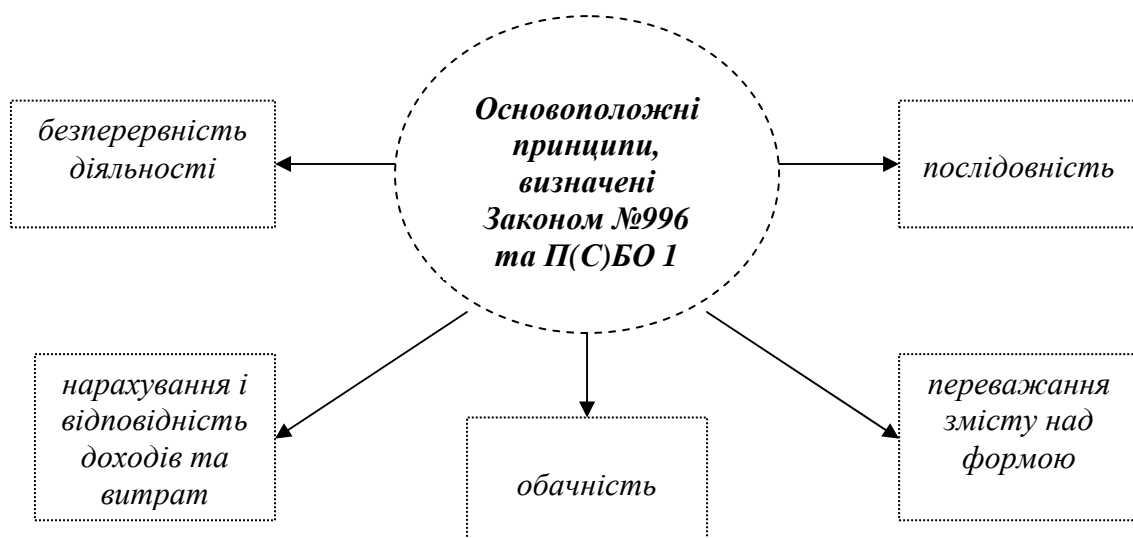 Основоположні
принципи,
визначені
Законом №996
та П(С)БО 1
безперервність
діяльності
послідовність
нарахування і
відповідність
доходів та
витрат
обачність
переважання
змісту над
формою